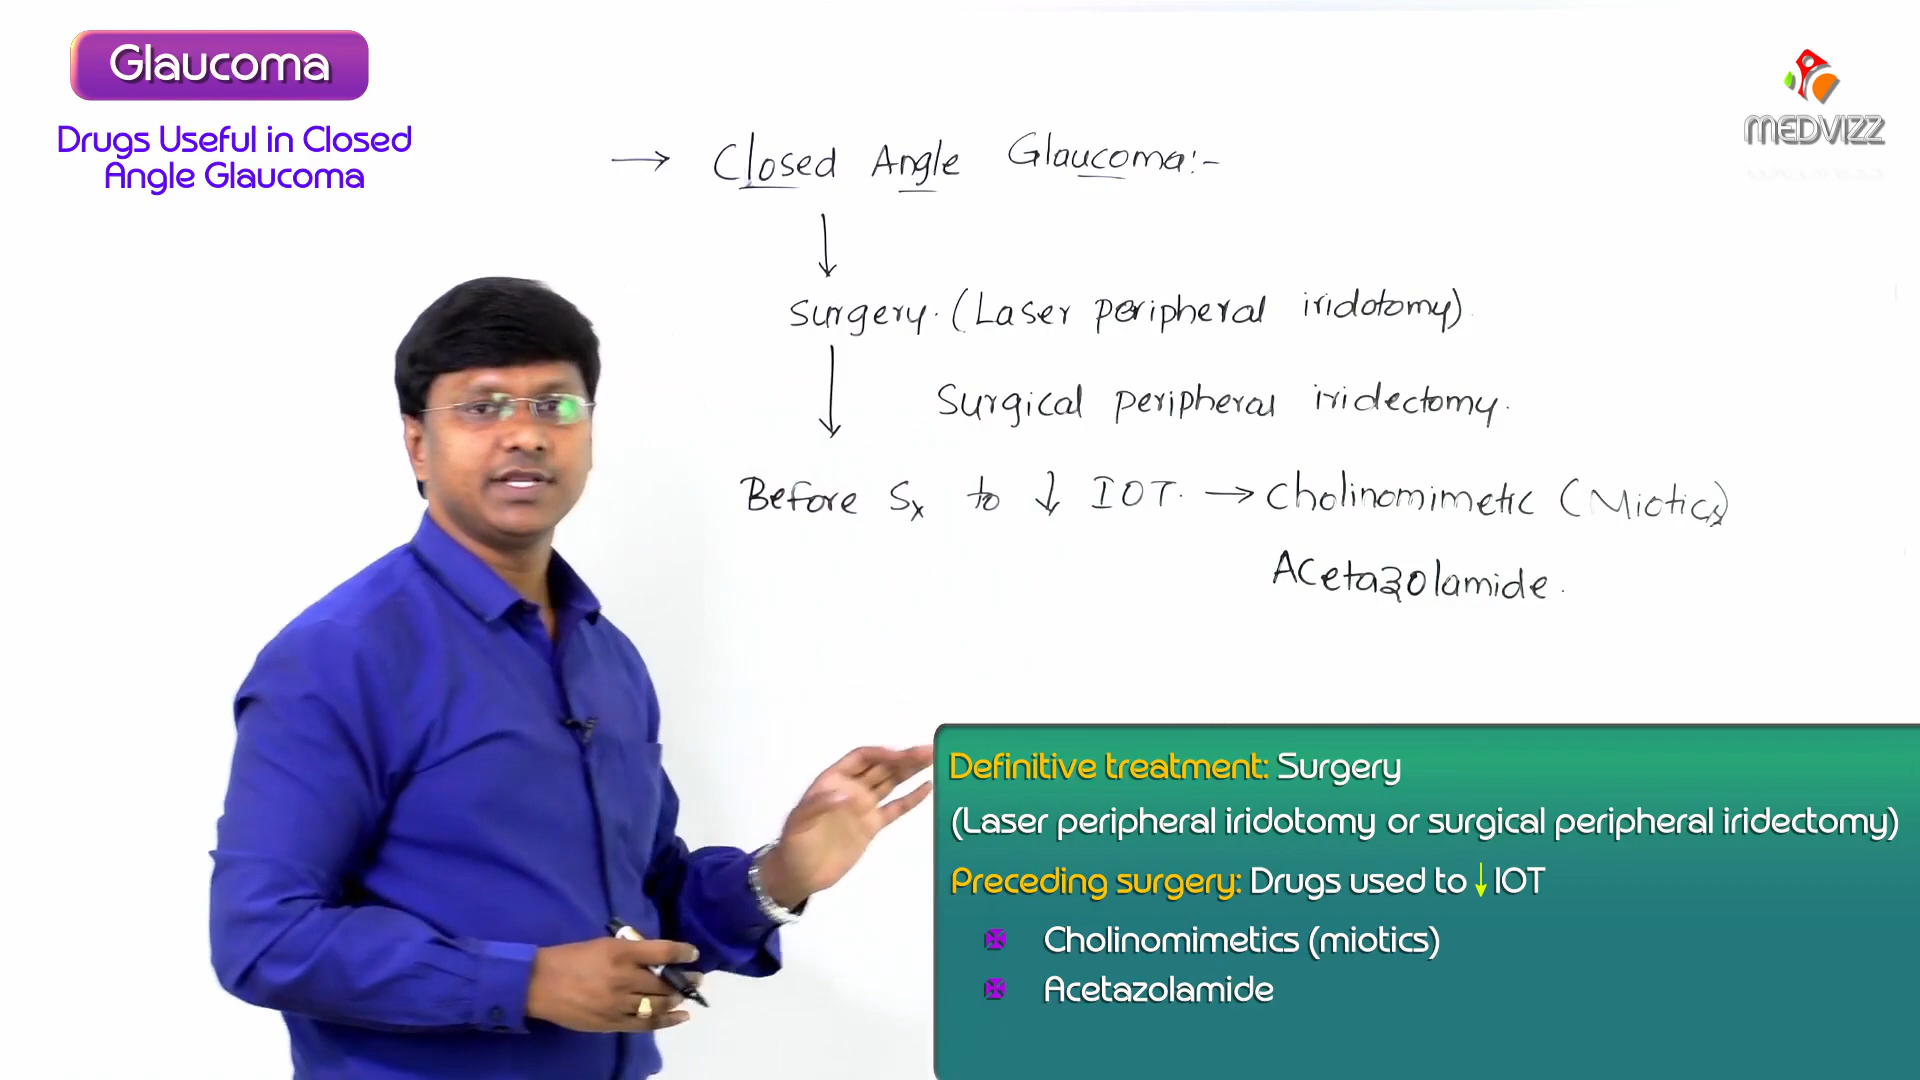 Glaucoma
Drugs Useful in Closed
Angle Glaucoma
MEDVIZZ
→ Closed Angle Glaucoma:-
Surgery. (Laser peripheral iridotomy)
Surgical peripheral iridectomy.
Before Sx to ↓ IOT. → Cholinomimetic (Miotics)
Acetazolamide.
Definitive treatment: Surgery
(Laser peripheral iridotomy or surgical peripheral iridectomy)
Preceding surgery: Drugs used to ↓ IOT
Cholinomimetics (miotics)
Acetazolamide